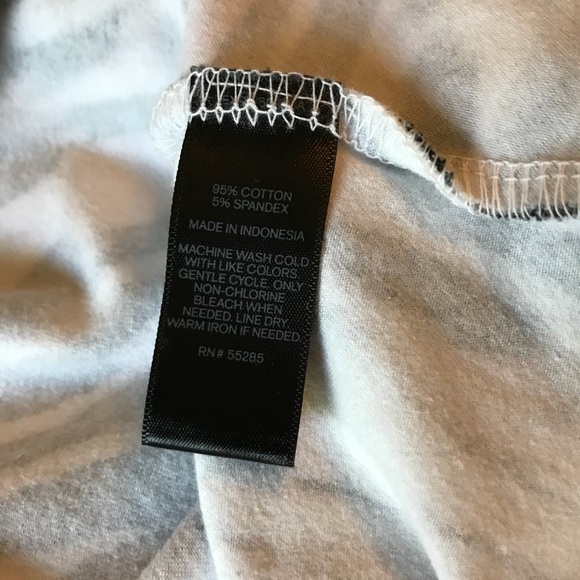 95% COTTON
5% SPANDEX
MADE IN INDONESIA
MACHINE WASH COLD
WITH LIKE COLORS.
GENTLE CYCLE. ONLY
NON-CHLORINE
BLEACH WHEN
NEEDED. LINE DRY.
WARM IRON IF NEEDED.
RN# 55285